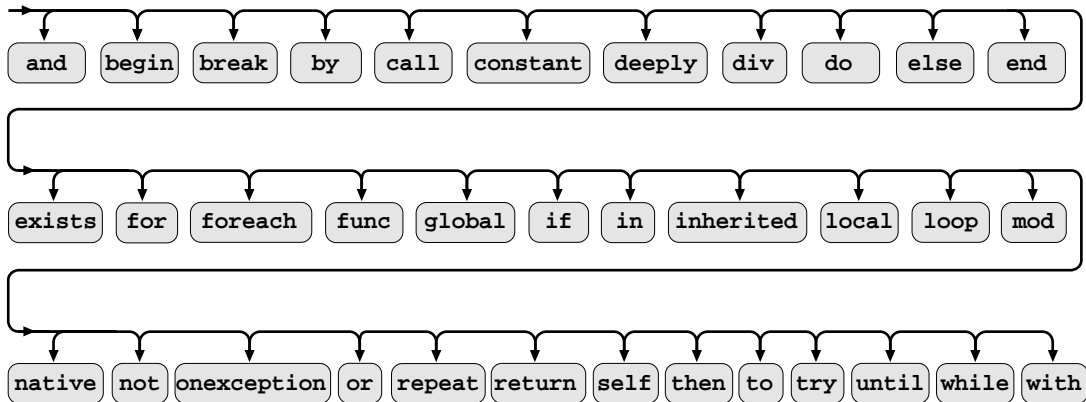 and begin break by call constant deeply div do else end
exists for foreach func global if in inherited local loop mod
native not onexception or repeat return self then to try until while with